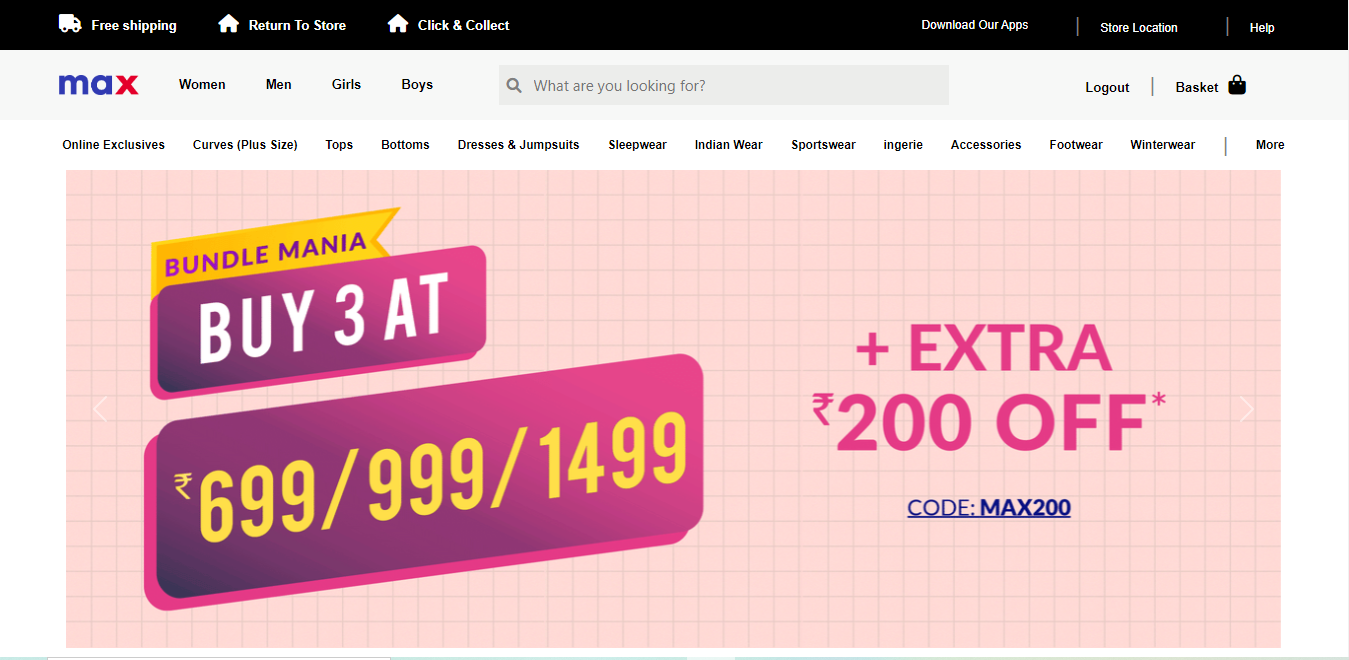 Free shipping Return To Store Click & Collect Download Our Apps | Store Location | Help
max Women Men Girls Boys What are you looking for? Logout | Basket
Online Exclusives Curves (Plus Size) Tops Bottoms Dresses & Jumpsuits Sleepwear Indian Wear Sportswear ingerie Accessories Footwear Winterwear | More
BUNDLE MANIA
BUY 3 AT
₹699/999/1499
+ EXTRA
₹200 OFF*
CODE: MAX200